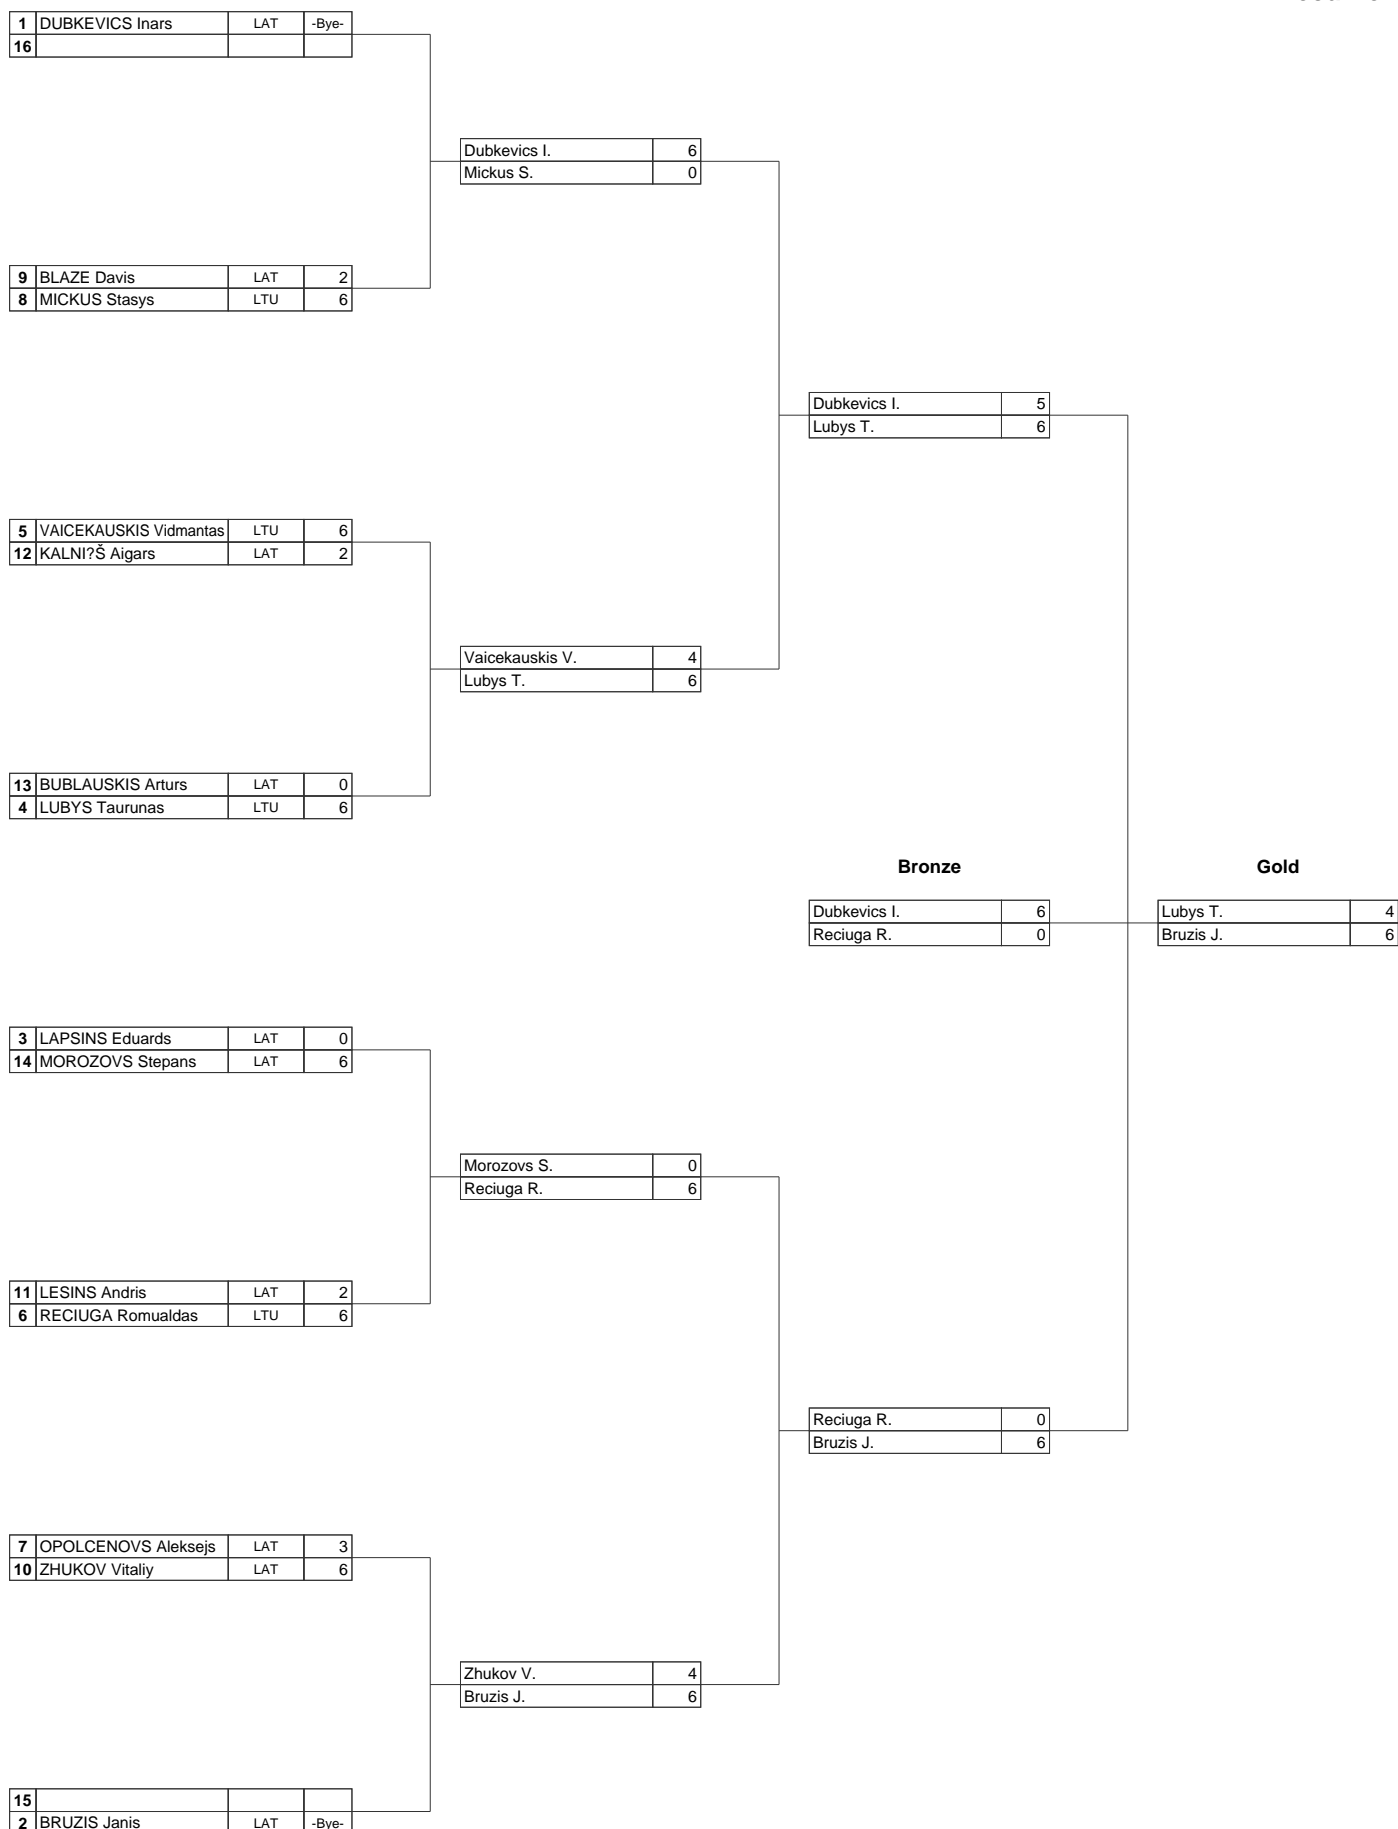 1 DUBKEVICS Inars LAT -Bye-
16
Dubkevics I. 6
Mickus S. 0
9 BLAZE Davis LAT 2
8 MICKUS Stasys LTU 6
Dubkevics I. 5
Lubys T. 6
5 VAICEKAUSKIS Vidmantas LTU 6
12 KALNI?Š Aigars LAT 2
Vaicekauskis V. 4
Lubys T. 6
13 BUBLAUSKIS Arturs LAT 0
4 LUBYS Taurunas LTU 6
Bronze Gold
Dubkevics I. 6 Lubys T. 4
Reciuga R. 0 Bruzis J. 6
3 LAPSINS Eduards LAT 0
14 MOROZOVS Stepans LAT 6
Morozovs S. 0
Reciuga R. 6
11 LESINS Andris LAT 2
6 RECIUGA Romualdas LTU 6
Reciuga R. 0
Bruzis J. 6
7 OPOLCENOVS Aleksejs LAT 3
10 ZHUKOV Vitaliy LAT 6
Zhukov V. 4
Bruzis J. 6
15
2 BRUZIS Janis LAT -Bye-